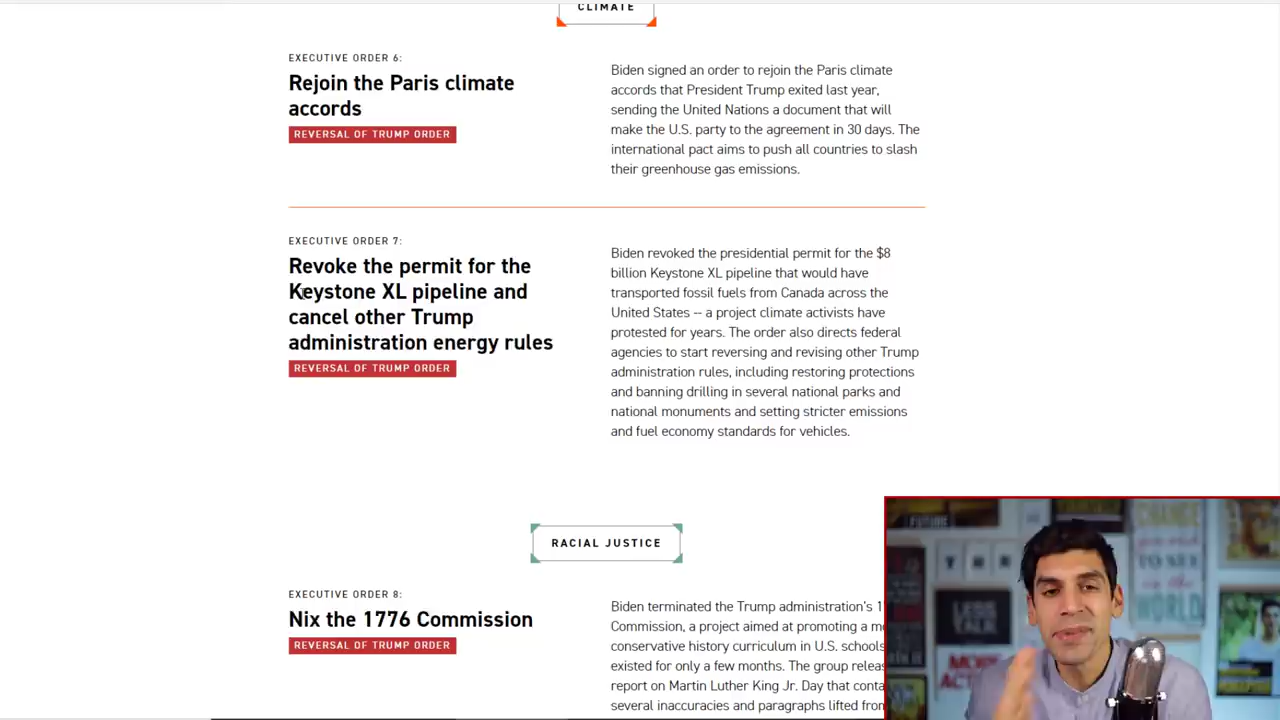 CLIMATE
EXECUTIVE ORDER 6:
Rejoin the Paris climate
accords
REVERSAL OF TRUMP ORDER
Biden signed an order to rejoin the Paris climate
accords that President Trump exited last year,
sending the United Nations a document that will
make the U.S. party to the agreement in 30 days. The
international pact aims to push all countries to slash
their greenhouse gas emissions.
EXECUTIVE ORDER 7:
Revoke the permit for the
Keystone XL pipeline and
cancel other Trump
administration energy rules
REVERSAL OF TRUMP ORDER
Biden revoked the presidential permit for the $8
billion Keystone XL pipeline that would have
transported fossil fuels from Canada across the
United States -- a project climate activists have
protested for years. The order also directs federal
agencies to start reversing and revising other Trump
administration rules, including restoring protections
and banning drilling in several national parks and
national monuments and setting stricter emissions
and fuel economy standards for vehicles.
RACIAL JUSTICE
EXECUTIVE ORDER 8:
Nix the 1776 Commission
REVERSAL OF TRUMP ORDER
Biden terminated the Trump administration's
Commission, a project aimed at promoting a
conservative history curriculum in U.S. schools
existed for only a few months. The group
report on Martin Luther King Jr. Day that
several inaccuracies and paragraphs lifted
FUTURE
CHANGE
TO SEE
WORLD
LESS
TALK
MORE